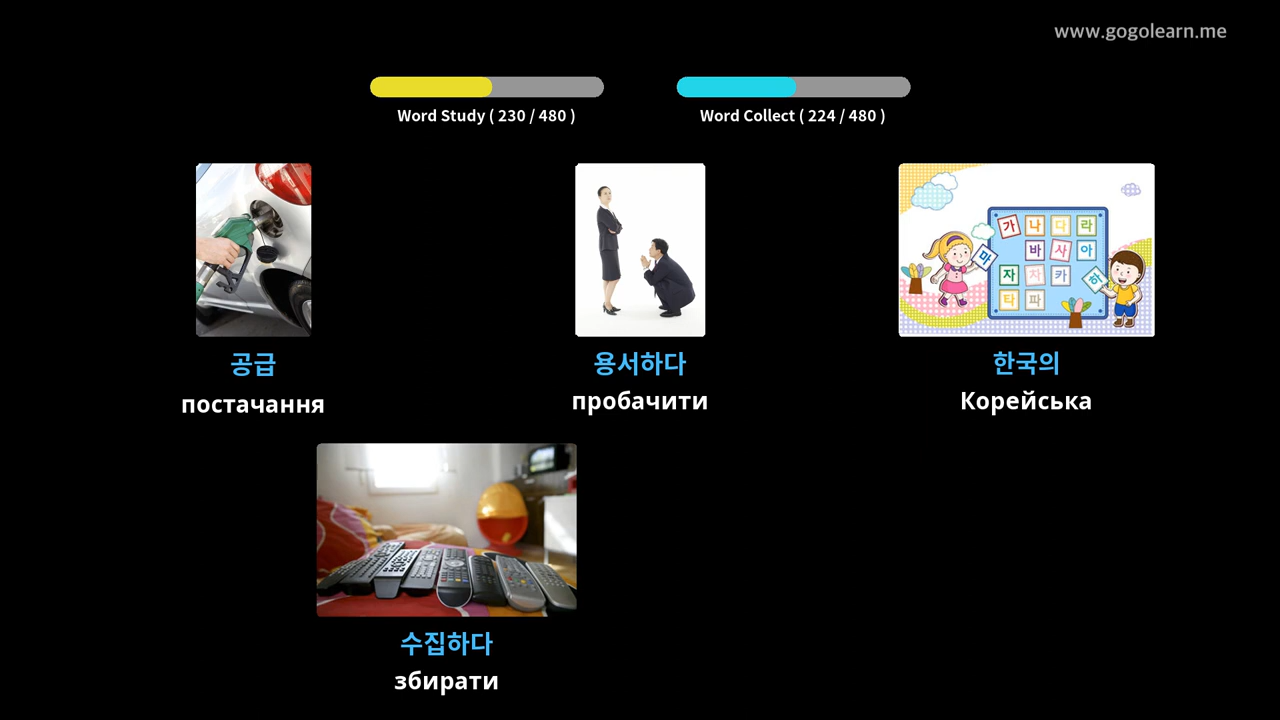 www.gogolearn.me
Word Study ( 230 / 480 )
Word Collect ( 224 / 480 )
가 나 다 라
마 바 사 아
자 차 카 하
타 파
공급
용서하다
한국의
постачання
пробачити
Корейська
수집하다
збирати